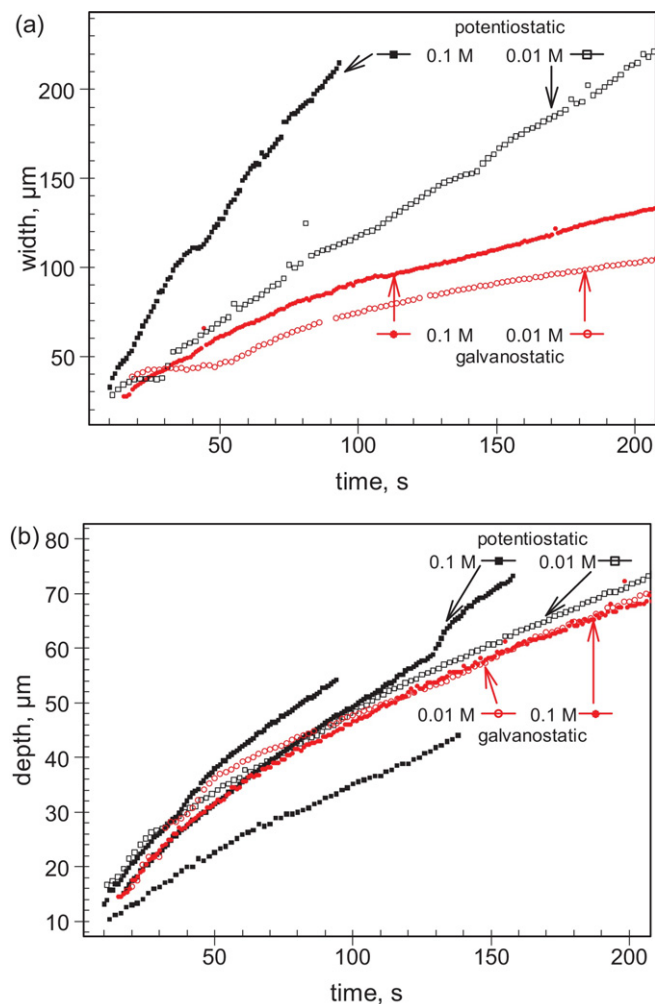 (a)
potentiostatic
0.1 M 0.01 M
200
150
100
50
width, µm
0.1 M 0.01 M
galvanostatic
50 100 150 200
time, s
(b)
80
potentiostatic
0.1 M 0.01 M
70
60
50
40
30
20
10
depth, µm
0.01 M 0.1 M
galvanostatic
50 100 150 200
time, s